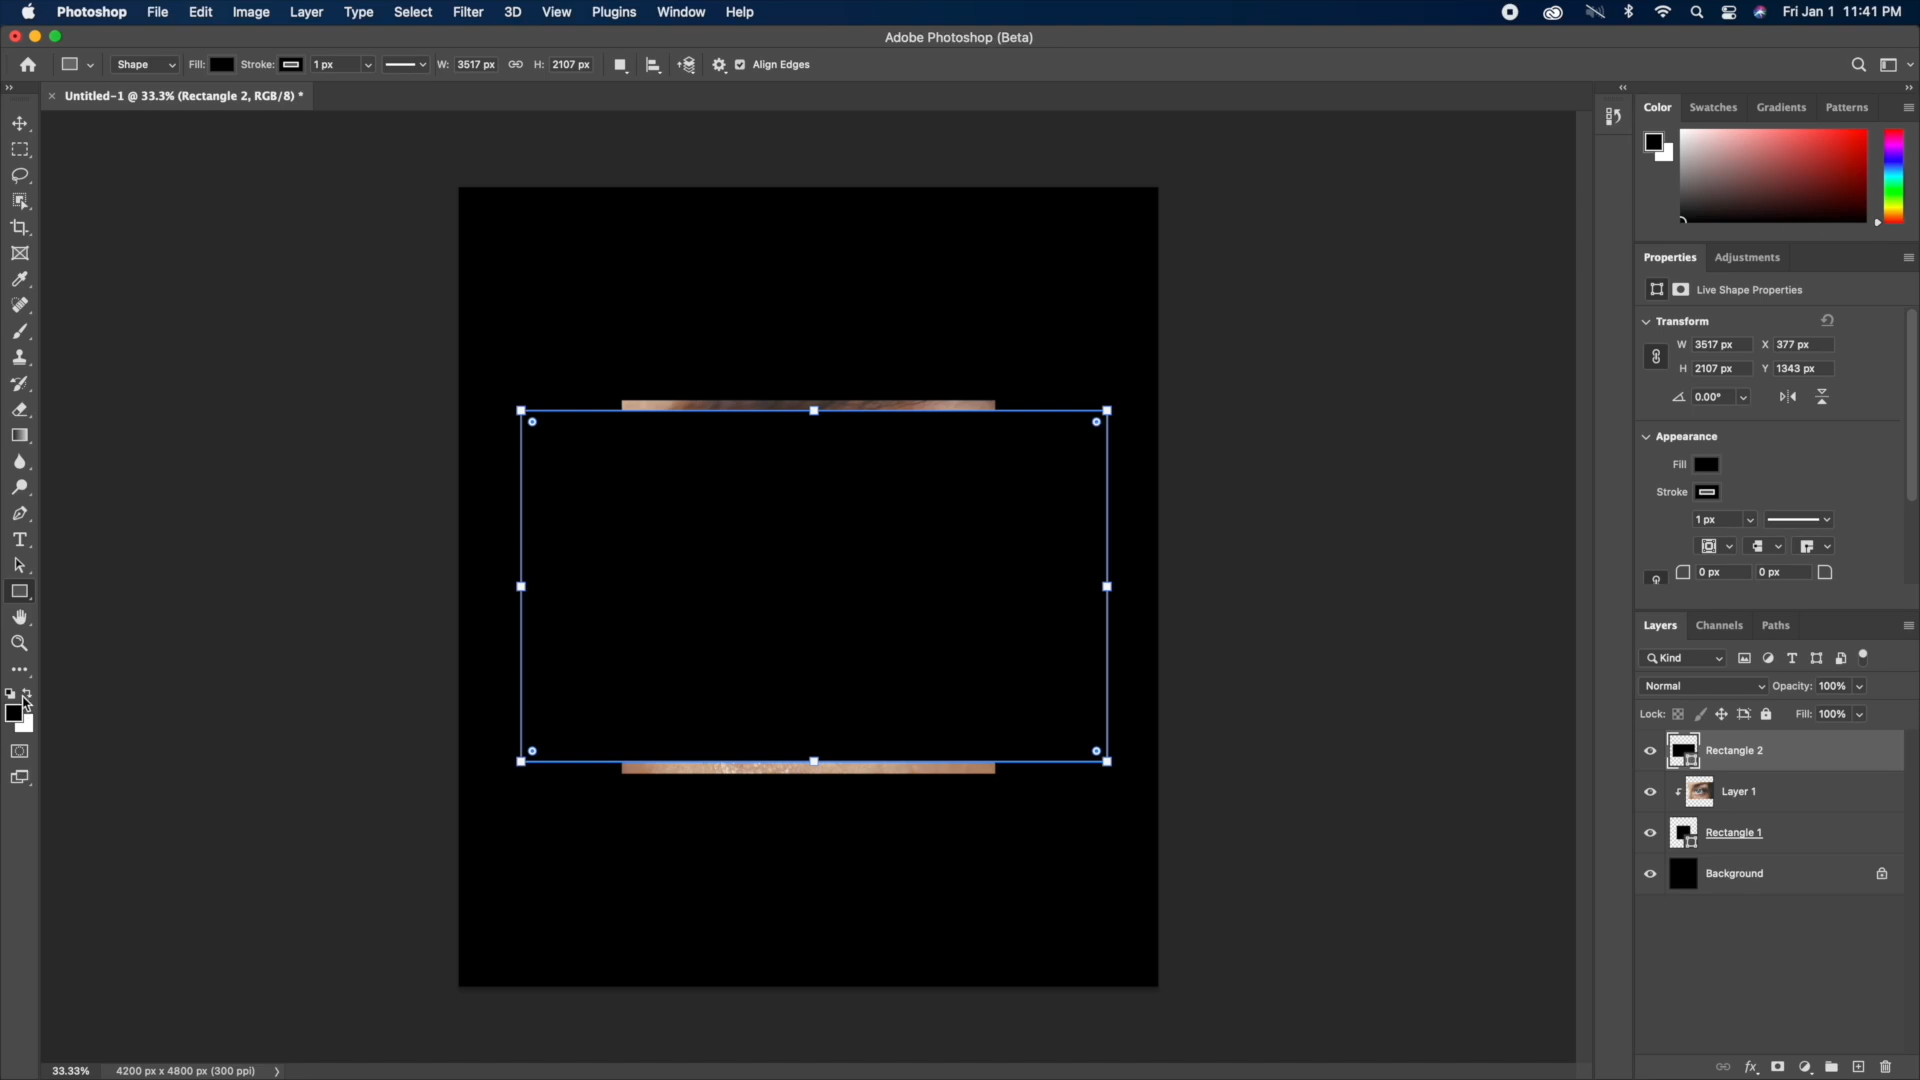 Photoshop File Edit Image Layer Type Select Filter 3D View Plugins Window Help Fri Jan 1 11:41 PM
Adobe Photoshop (Beta)
Shape Fill: Stroke: 1 px W: 3517 px H: 2107 px Align Edges
Untitled-1 @ 33.3% (Rectangle 2, RGB/8) *
Color Swatches Gradients Patterns
Properties Adjustments
Live Shape Properties
Transform
W 3517 px X 377 px
H 2107 px Y 1343 px
0.00°
Appearance
Fill
Stroke
1 px
0 px 0 px
Layers Channels Paths
Kind
Normal Opacity: 100%
Lock: Fill: 100%
Rectangle 2
Layer 1
Rectangle 1
Background
33.33% 4200 px x 4800 px (300 ppi)